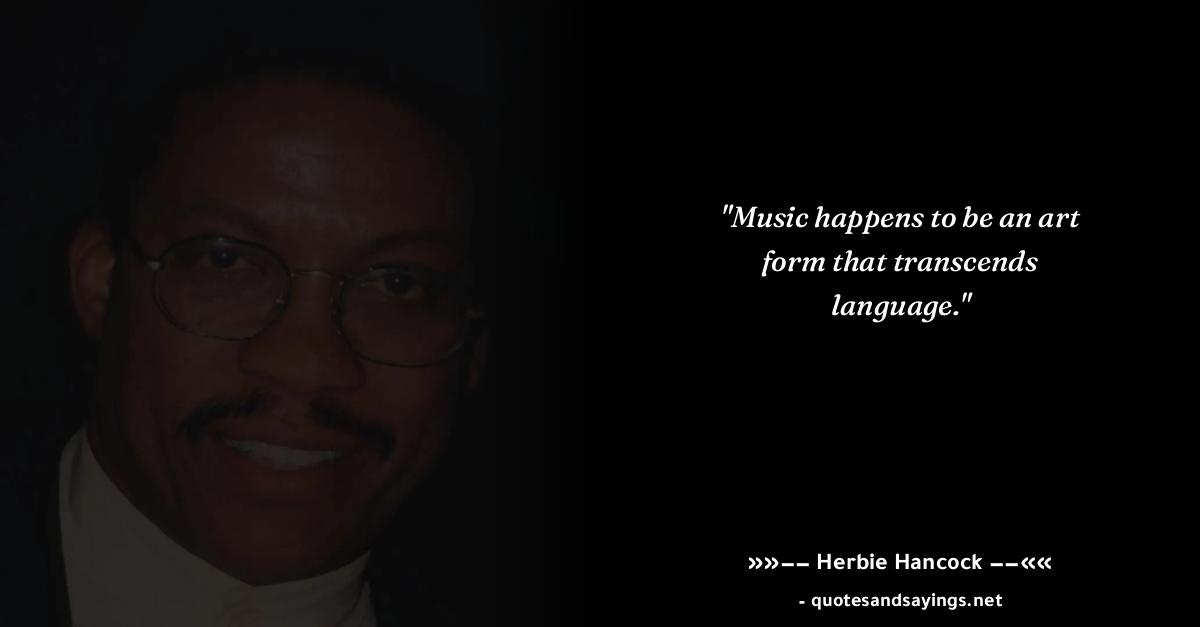 "Music happens to be an art
form that transcends
language."
»»−− Herbie Hancock −−««
- quotesandsayings.net